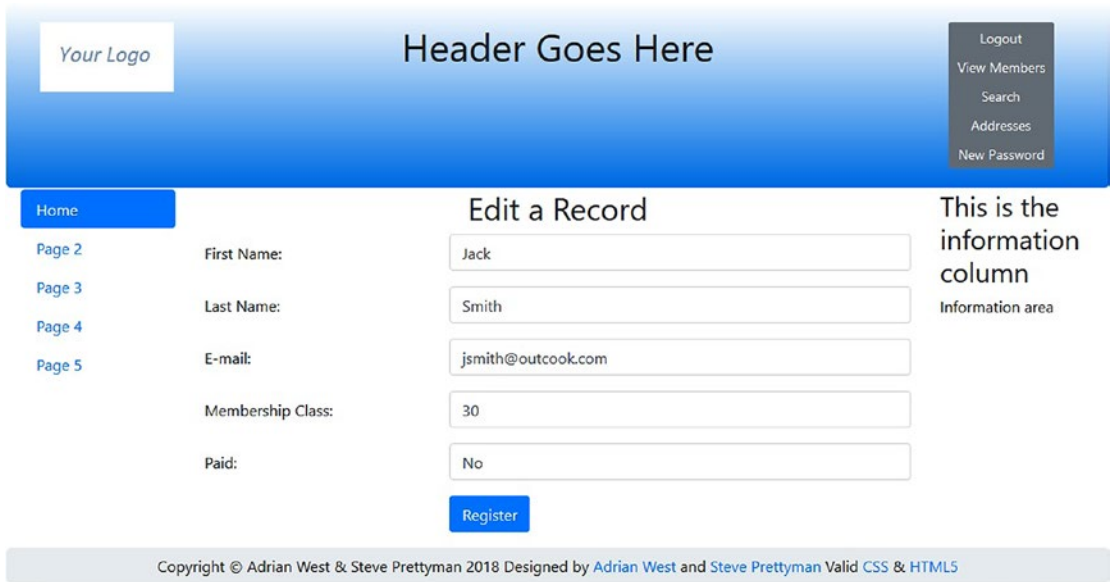 Your Logo
Header Goes Here
Logout
View Members
Search
Addresses
New Password
Home
Page 2
Page 3
Page 4
Page 5
Edit a Record
First Name:
Jack
Last Name:
Smith
E-mail:
jsmith@outcook.com
Membership Class:
30
Paid:
No
Register
This is the
information
column
Information area
Copyright © Adrian West & Steve Prettyman 2018 Designed by Adrian West and Steve Prettyman Valid CSS & HTML5